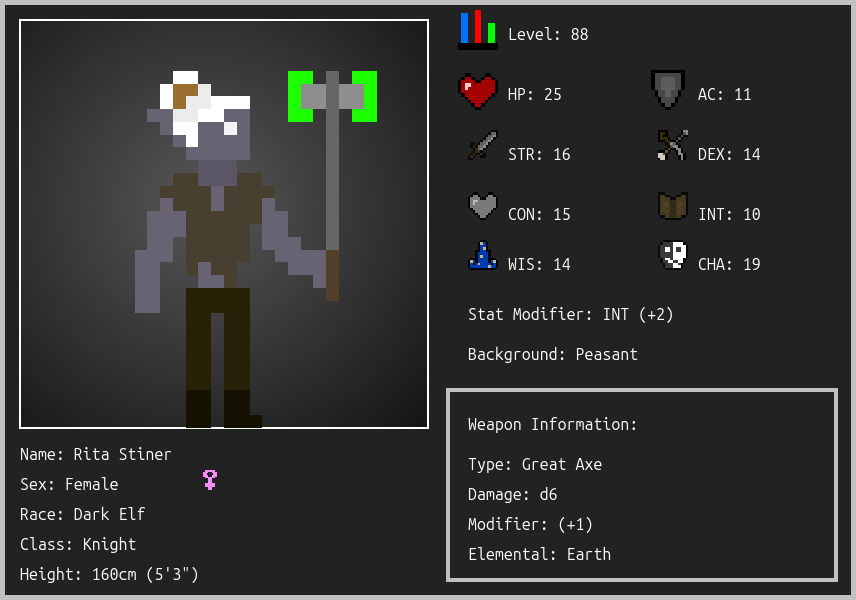 Level: 88
HP: 25
AC: 11
STR: 16
DEX: 14
CON: 15
INT: 10
WIS: 14
CHA: 19
Stat Modifier: INT (+2)
Background: Peasant
Weapon Information:
Type: Great Axe
Damage: d6
Modifier: (+1)
Elemental: Earth
Name: Rita Stiner
Sex: Female
Race: Dark Elf
Class: Knight
Height: 160cm (5'3")